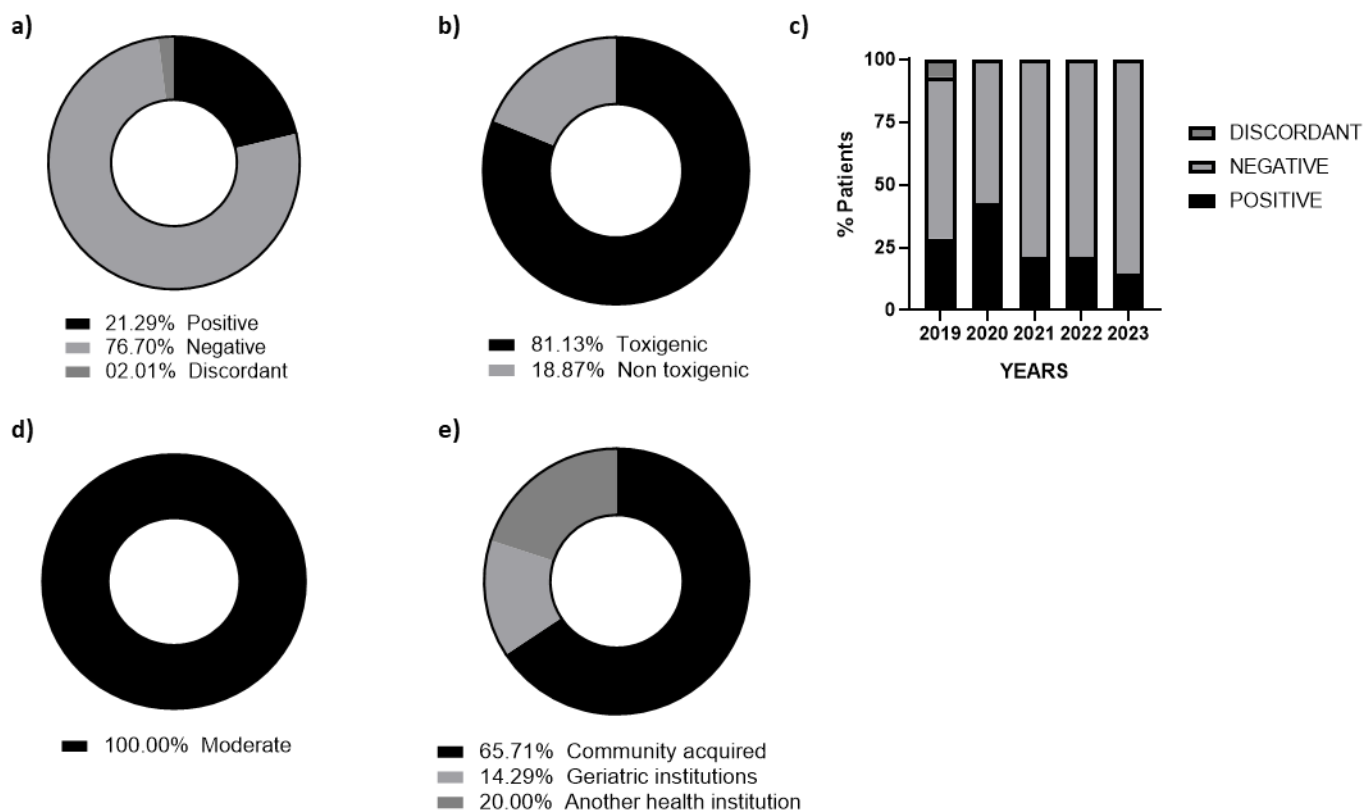 a)
21.29% Positive
76.70% Negative
02.01% Discordant
b)
81.13% Toxigenic
18.87% Non toxigenic
c)
% Patients
100
75
50
25
0
2019 2020 2021 2022 2023
YEARS
DISCORDANT
NEGATIVE
POSITIVE
d)
100.00% Moderate
e)
65.71% Community acquired
14.29% Geriatric institutions
20.00% Another health institution